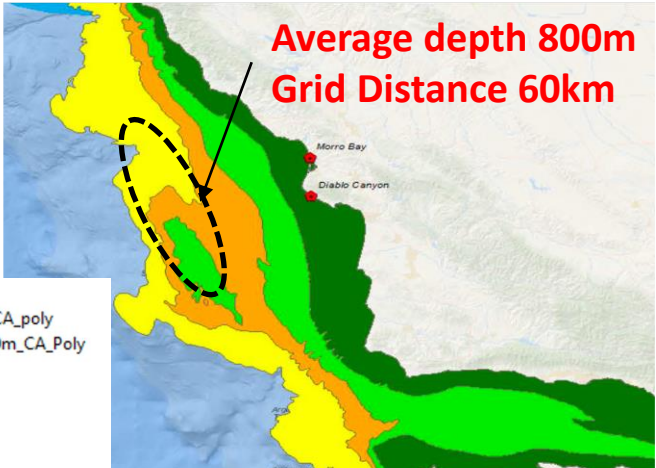 Average depth 800m
Grid Distance 60km
Morro Bay
Diablo Canyon
CA_poly
0m_CA_Poly